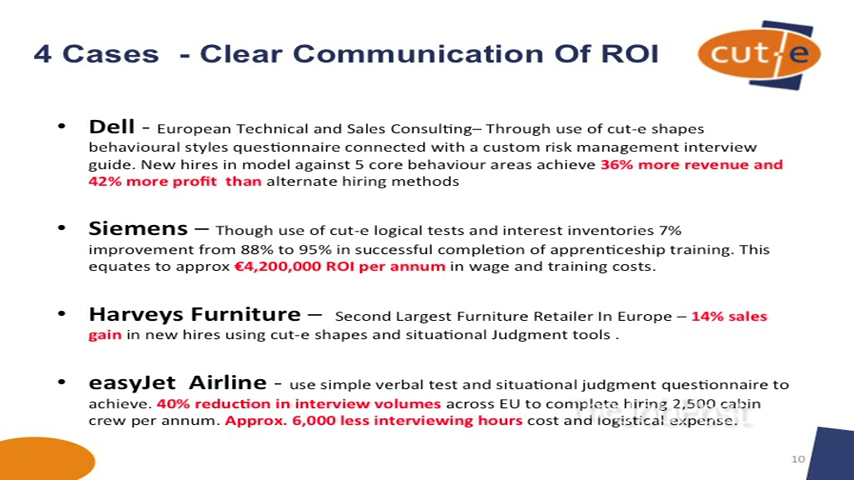 4 Cases - Clear Communication Of ROI
cut-e
• Dell - European Technical and Sales Consulting– Through use of cut-e shapes
behavioural styles questionnaire connected with a custom risk management interview
guide. New hires in model against 5 core behaviour areas achieve 36% more revenue and
42% more profit than alternate hiring methods
• Siemens – Though use of cut-e logical tests and interest inventories 7%
improvement from 88% to 95% in successful completion of apprenticeship training. This
equates to approx €4,200,000 ROI per annum in wage and training costs.
• Harveys Furniture – Second Largest Furniture Retailer In Europe – 14% sales
gain in new hires using cut-e shapes and situational Judgment tools .
• easyJet Airline - use simple verbal test and situational judgment questionnaire to
achieve. 40% reduction in interview volumes across EU to complete hiring 2,500 cabin
crew per annum. Approx. 6,000 less interviewing hours cost and logistical expense.
10